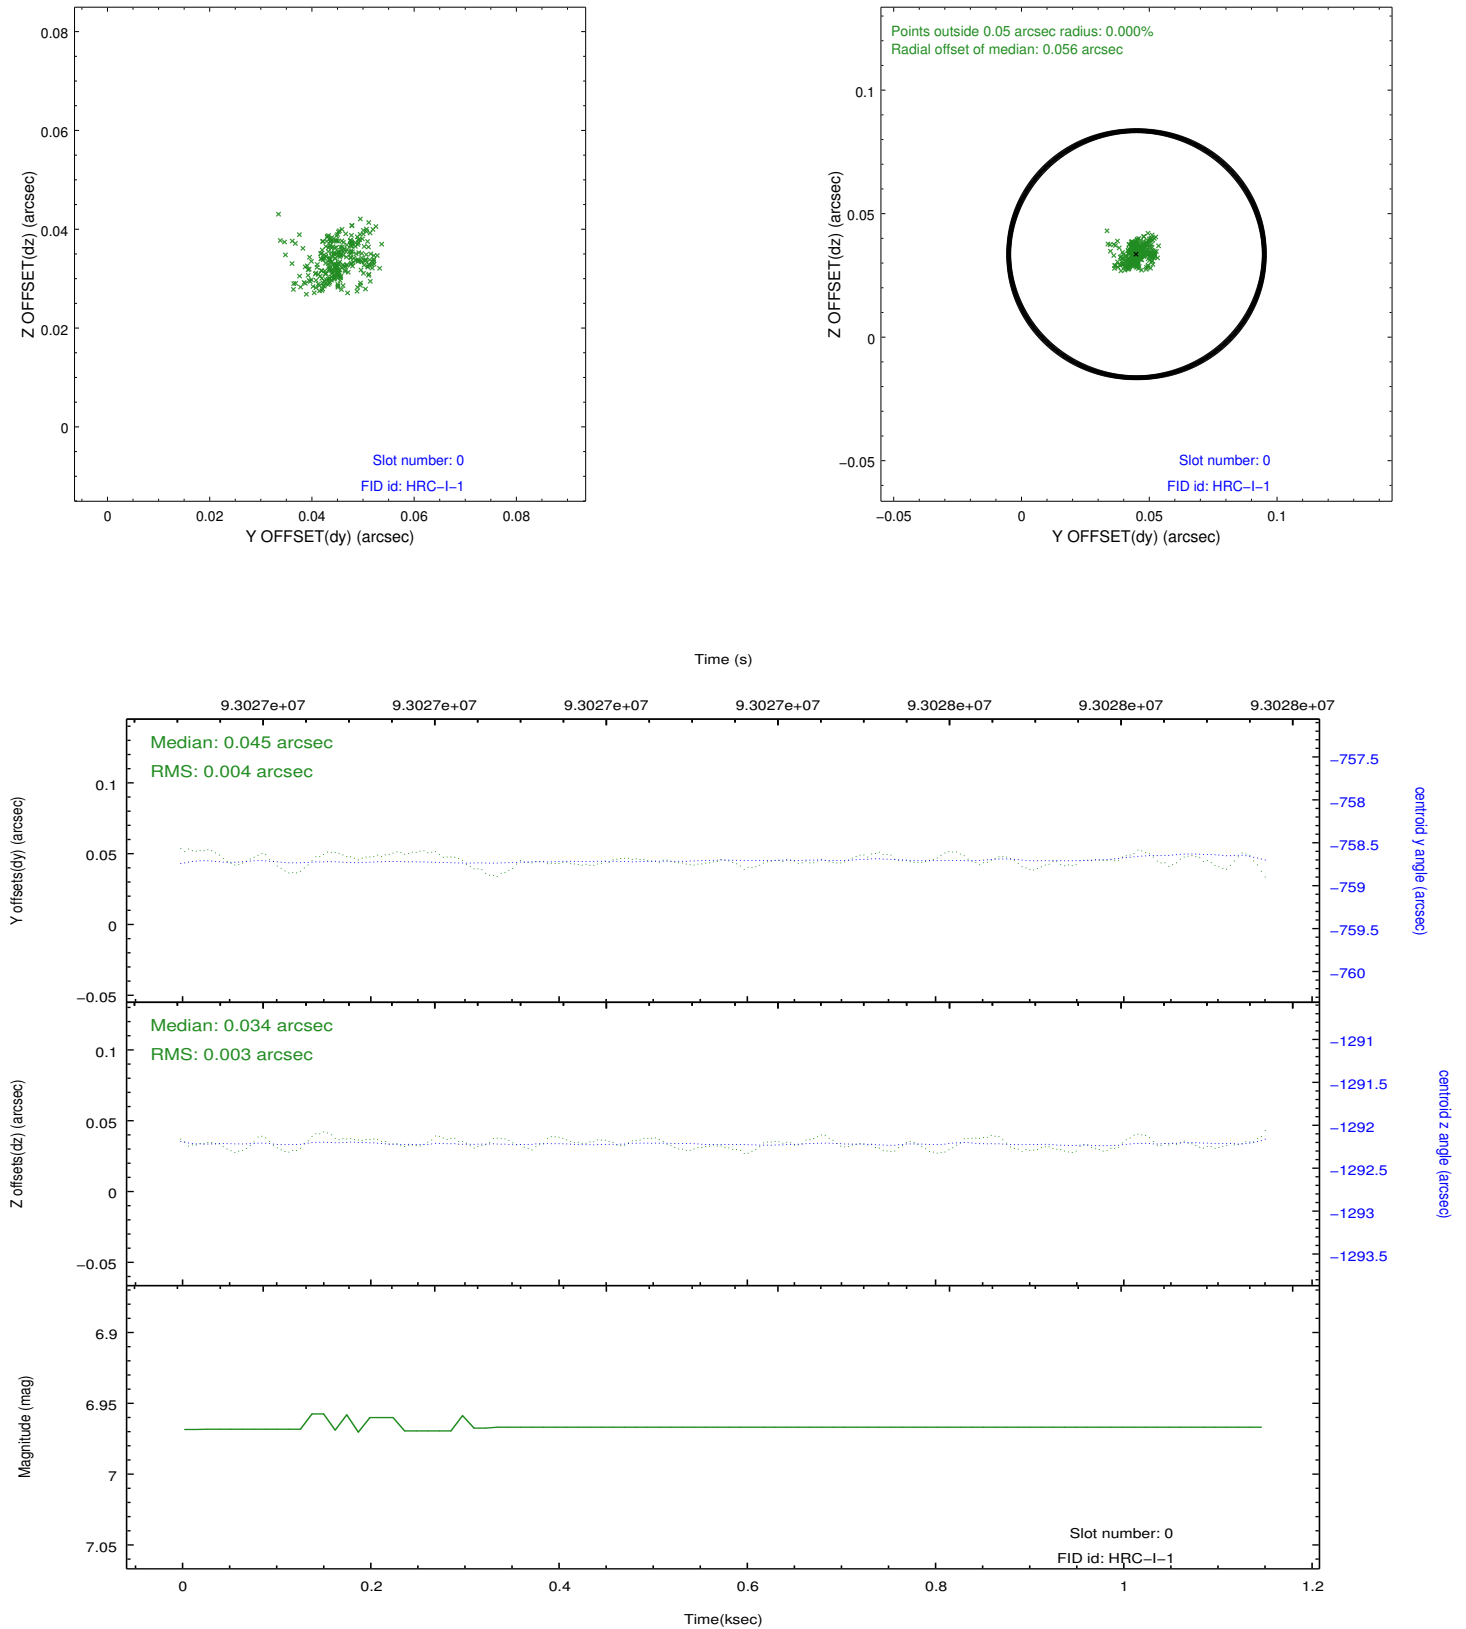 0.08
0.06
0.04
0.02
0
Z OFFSET(dz) (arcsec)
Slot number: 0
FID id: HRC−I−1
0 0.02 0.04 0.06 0.08
Y OFFSET(dy) (arcsec)
Points outside 0.05 arcsec radius: 0.000%
Radial offset of median: 0.056 arcsec
0.1
0.05
0
−0.05
Z OFFSET(dz) (arcsec)
Slot number: 0
FID id: HRC−I−1
−0.05 0 0.05 0.1
Y OFFSET(dy) (arcsec)
Time (s)
9.3027e+07 9.3027e+07 9.3027e+07 9.3027e+07 9.3028e+07 9.3028e+07 9.3028e+07
Median: 0.045 arcsec
RMS: 0.004 arcsec
0.1
0.05
0
−0.05
Y offsets(dy) (arcsec)
−757.5
−758
−758.5
−759
−759.5
−760
centroid y angle (arcsec)
Median: 0.034 arcsec
RMS: 0.003 arcsec
0.1
0.05
0
−0.05
Z offsets(dz) (arcsec)
−1291
−1291.5
−1292
−1292.5
−1293
−1293.5
centroid z angle (arcsec)
6.9
6.95
7
7.05
Magnitude (mag)
Slot number: 0
FID id: HRC−I−1
0 0.2 0.4 0.6 0.8 1 1.2
Time(ksec)